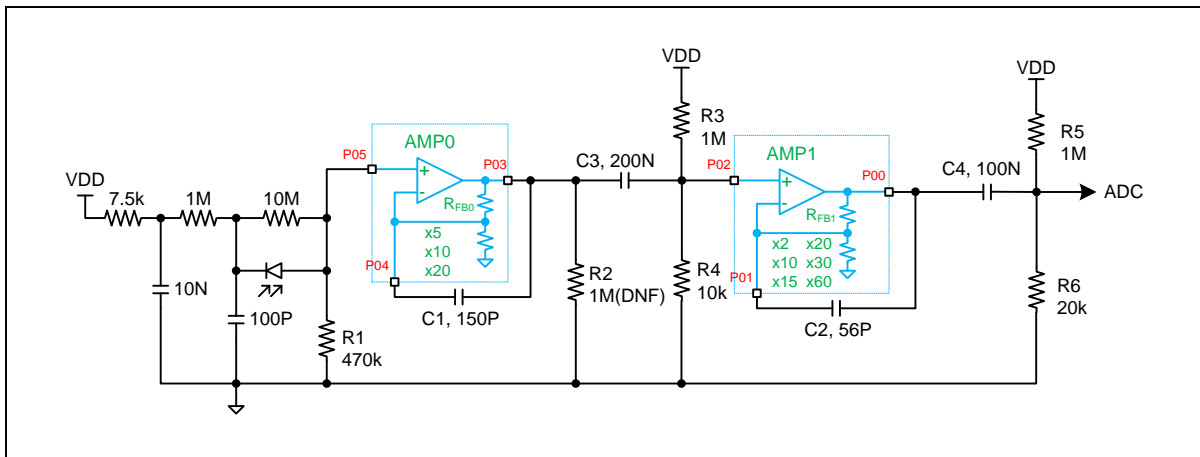 VDD
7.5k
1M
10M
10N
100P
R1
470k
P05
AMP0
P03
+
-
RFB0
x5
x10
x20
P04
C1, 150P
R2
1M(DNF)
C3, 200N
VDD
R3
1M
P02
R4
10k
AMP1
P00
+
-
RFB1
x2 x20
x10 x30
x15 x60
P01
C2, 56P
C4, 100N
VDD
R5
1M
ADC
R6
20k